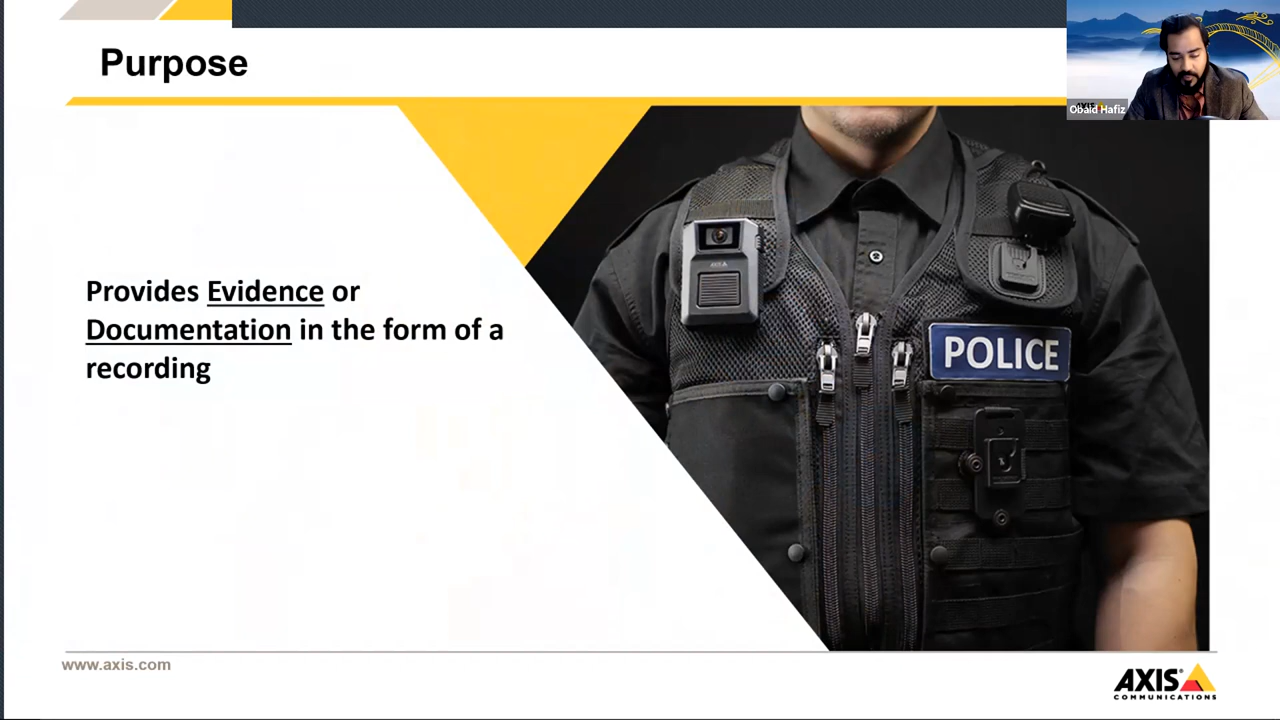 Purpose
Obaid Hafiz
Provides Evidence or
Documentation in the form of a
recording
POLICE
www.axis.com
AXIS
COMMUNICATIONS